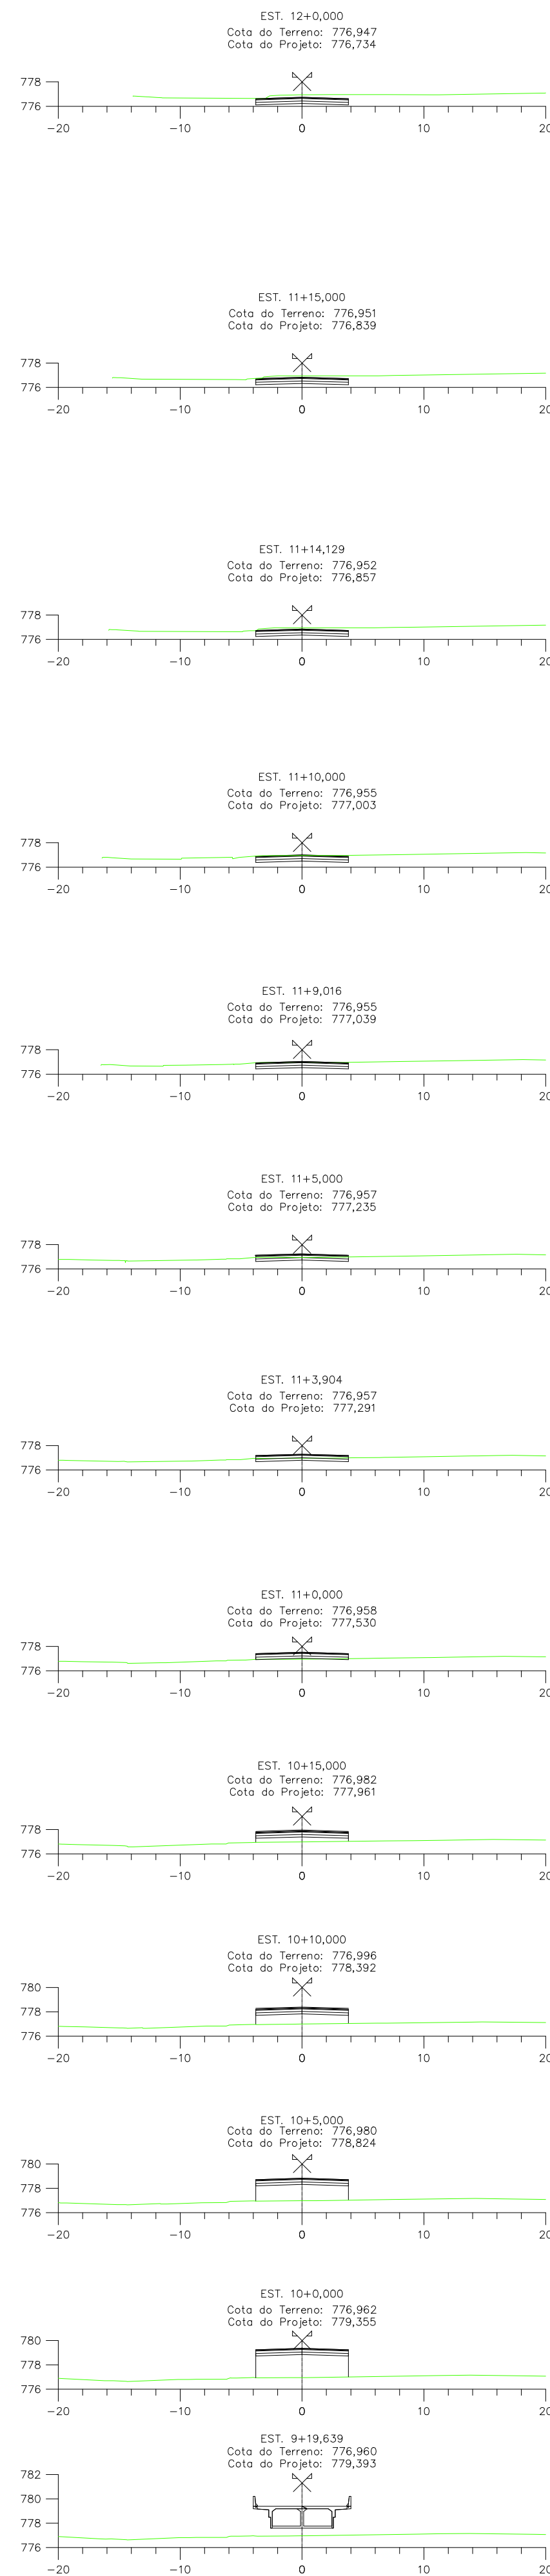 EST. 12+0,000
Cota do Terreno: 776,947
Cota do Projeto: 776,734
778
776
-20 -10 0 10 20
EST. 11+15,000
Cota do Terreno: 776,951
Cota do Projeto: 776,839
778
776
-20 -10 0 10 20
EST. 11+14,129
Cota do Terreno: 776,952
Cota do Projeto: 776,857
778
776
-20 -10 0 10 20
EST. 11+10,000
Cota do Terreno: 776,955
Cota do Projeto: 777,003
778
776
-20 -10 0 10 20
EST. 11+9,016
Cota do Terreno: 776,955
Cota do Projeto: 777,039
778
776
-20 -10 0 10 20
EST. 11+5,000
Cota do Terreno: 776,957
Cota do Projeto: 777,235
778
776
-20 -10 0 10 20
EST. 11+3,904
Cota do Terreno: 776,957
Cota do Projeto: 777,291
778
776
-20 -10 0 10 20
EST. 11+0,000
Cota do Terreno: 776,958
Cota do Projeto: 777,530
778
776
-20 -10 0 10 20
EST. 10+15,000
Cota do Terreno: 776,982
Cota do Projeto: 777,961
778
776
-20 -10 0 10 20
EST. 10+10,000
Cota do Terreno: 776,996
Cota do Projeto: 778,392
780
778
776
-20 -10 0 10 20
EST. 10+5,000
Cota do Terreno: 776,980
Cota do Projeto: 778,824
780
778
776
-20 -10 0 10 20
EST. 10+0,000
Cota do Terreno: 776,962
Cota do Projeto: 779,355
780
778
776
-20 -10 0 10 20
EST. 9+19,639
Cota do Terreno: 776,960
Cota do Projeto: 779,393
782
780
778
776
-20 -10 0 10 20